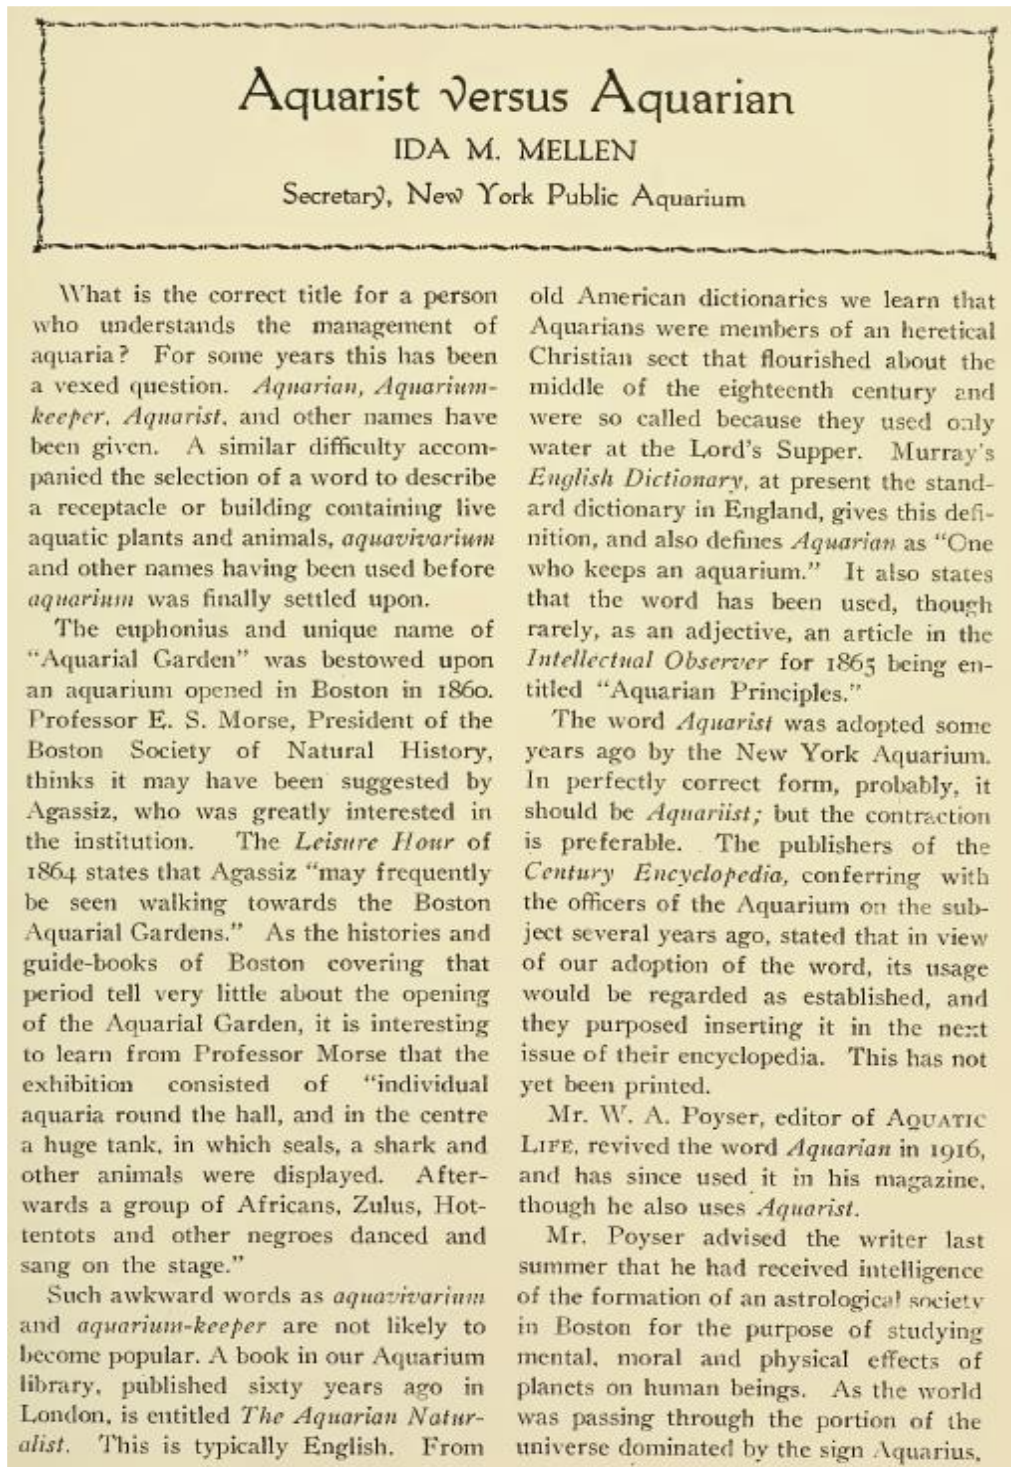 Aquarist Versus Aquarian
IDA M. MELLEN
Secretary, New York Public Aquarium
What is the correct title for a person
who understands the management of
aquaria? For some years this has been
a vexed question. Aquarian, Aquarium-
keeper, Aquarist, and other names have
been given. A similar difficulty accom-
panied the selection of a word to describe
a receptacle or building containing live
aquatic plants and animals, aquavivarium
and other names having been used before
aquarium was finally settled upon.
The euphonius and unique name of
"Aquarial Garden" was bestowed upon
an aquarium opened in Boston in 1860.
Professor E. S. Morse, President of the
Boston Society of Natural History,
thinks it may have been suggested by
Agassiz, who was greatly interested in
the institution. The Leisure Hour of
1864 states that Agassiz "may frequently
be seen walking towards the Boston
Aquarial Gardens." As the histories and
guide-books of Boston covering that
period tell very little about the opening
of the Aquarial Garden, it is interesting
to learn from Professor Morse that the
exhibition consisted of "individual
aquaria round the hall, and in the centre
a huge tank, in which seals, a shark and
other animals were displayed. After-
wards a group of Africans, Zulus, Hot-
tentots and other negroes danced and
sang on the stage."
Such awkward words as aquavivarium
and aquarium-keeper are not likely to
become popular. A book in our Aquarium
library, published sixty years ago in
London, is entitled The Aquarian Natur-
alist. This is typically English. From
old American dictionaries we learn that
Aquarians were members of an heretical
Christian sect that flourished about the
middle of the eighteenth century and
were so called because they used only
water at the Lord's Supper. Murray's
English Dictionary, at present the stand-
ard dictionary in England, gives this defi-
nition, and also defines Aquarian as "One
who keeps an aquarium." It also states
that the word has been used, though
rarely, as an adjective, an article in the
Intellectual Observer for 1865 being en-
titled "Aquarian Principles."
The word Aquarist was adopted some
years ago by the New York Aquarium.
In perfectly correct form, probably, it
should be Aquariist; but the contraction
is preferable. The publishers of the
Century Encyclopedia, conferring with
the officers of the Aquarium on the sub-
ject several years ago, stated that in view
of our adoption of the word, its usage
would be regarded as established, and
they purposed inserting it in the next
issue of their encyclopedia. This has not
yet been printed.
Mr. W. A. Poyser, editor of AQUATIC
LIFE, revived the word Aquarian in 1916,
and has since used it in his magazine,
though he also uses Aquarist.
Mr. Poyser advised the writer last
summer that he had received intelligence
of the formation of an astrological society
in Boston for the purpose of studying
mental, moral and physical effects of
planets on human beings. As the world
was passing through the portion of the
universe dominated by the sign Aquarius,